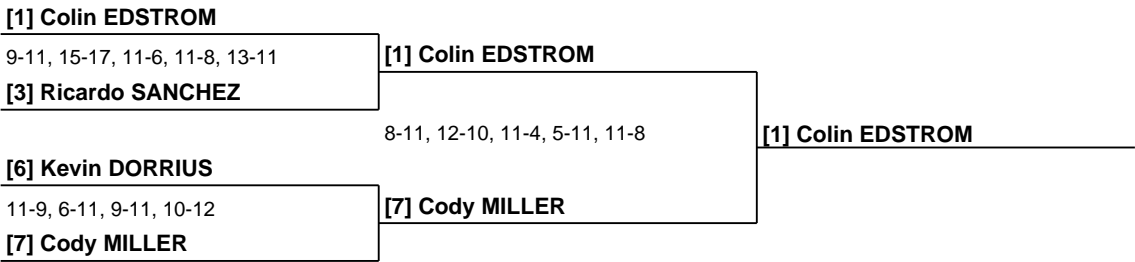 [1] Colin EDSTROM
9-11, 15-17, 11-6, 11-8, 13-11
[1] Colin EDSTROM
[3] Ricardo SANCHEZ
8-11, 12-10, 11-4, 5-11, 11-8
[1] Colin EDSTROM
[6] Kevin DORRIUS
11-9, 6-11, 9-11, 10-12
[7] Cody MILLER
[7] Cody MILLER